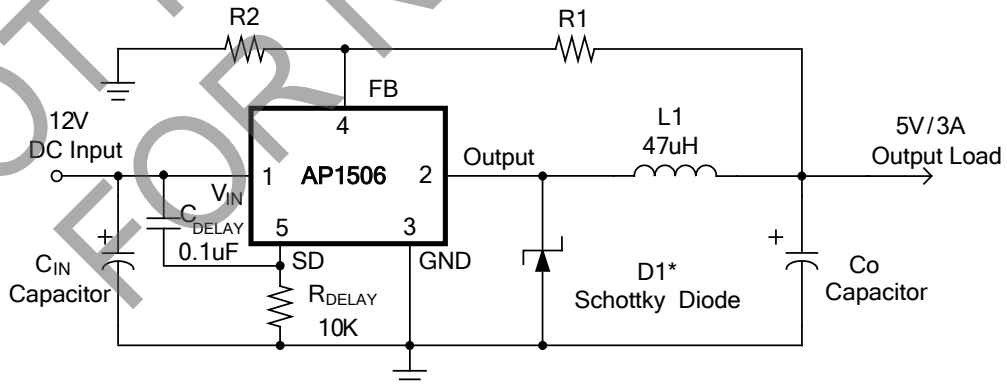 R2
R1
FB
12V
DC Input
4
L1
47uH
5V/3A
Output Load
Output
VIN
1
AP1506
2
CDELAY
0.1uF
5
3
SD
GND
+
CIN
Capacitor
RDELAY
10K
D1*
Schottky Diode
+
Co
Capacitor
FOR N